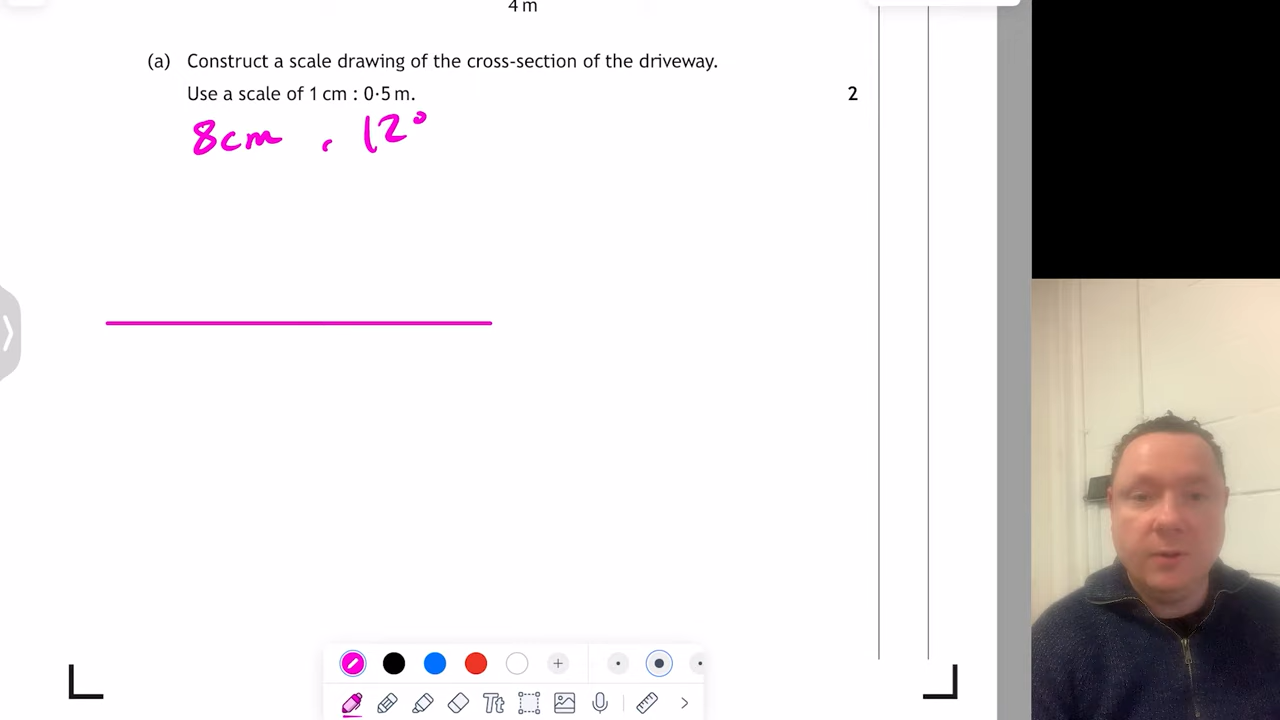 4 m
(a) Construct a scale drawing of the cross-section of the driveway.
Use a scale of 1 cm : 0·5 m.
2
8cm , 12°
Tt